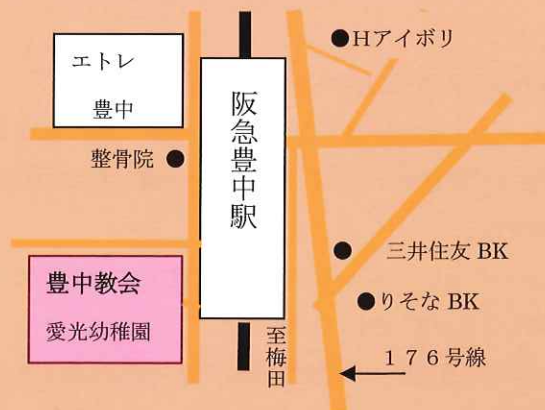 ●Hアイボリ
エトレ
豊中
整骨院 ●
阪急豊中駅
● 三井住友 BK
豊中教会
愛光幼稚園
●りそな BK
至梅田
１７６号線